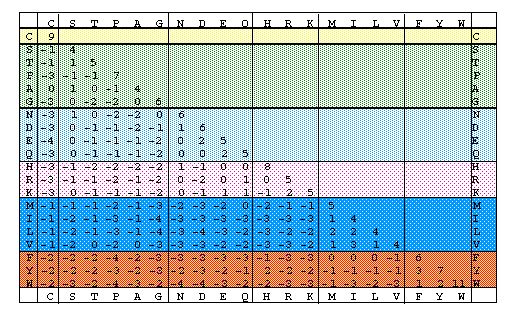 C S T P A G N D E Q H R K M I L V F Y W
C 9 C
S -1 4 S
T -1 1 5 T
P -3 -1 -1 7 P
A 0 1 0 -1 4 A
G -3 0 -2 -2 0 6 G
N -3 1 0 -2 -2 0 6 N
D -3 0 -1 -1 -2 -1 1 6 D
E -4 0 -1 -1 -1 -2 0 2 5 E
Q -3 0 -1 -1 -1 -2 0 0 2 5 Q
H -3 -1 -2 -2 -2 -2 1 -1 0 0 8 H
R -3 -1 -1 -2 -1 -2 0 -2 0 1 0 5 R
K -3 0 -1 -1 -1 -2 0 -1 1 1 -1 2 5 K
M -1 -1 -1 -2 -1 -3 -2 -3 -2 0 -2 -1 -1 5 M
I -1 -2 -1 -3 -1 -4 -3 -3 -3 -3 -3 -3 -3 1 4 I
L -1 -2 -1 -3 -1 -4 -3 -4 -3 -2 -3 -2 -2 2 2 4 L
V -1 -2 0 -2 0 -3 -3 -3 -2 -2 -3 -3 -2 1 3 1 4 V
F -2 -2 -2 -4 -2 -3 -3 -3 -3 -3 -1 -3 -3 0 0 0 -1 6 F
Y -2 -2 -2 -3 -2 -3 -2 -3 -2 -1 2 -2 -2 -1 -1 -1 -1 3 7 Y
W -2 -3 -2 -4 -3 -2 -4 -4 -3 -2 -2 -3 -3 -1 -3 -2 -3 1 2 11 W
C S T P A G N D E Q H R K M I L V F Y W